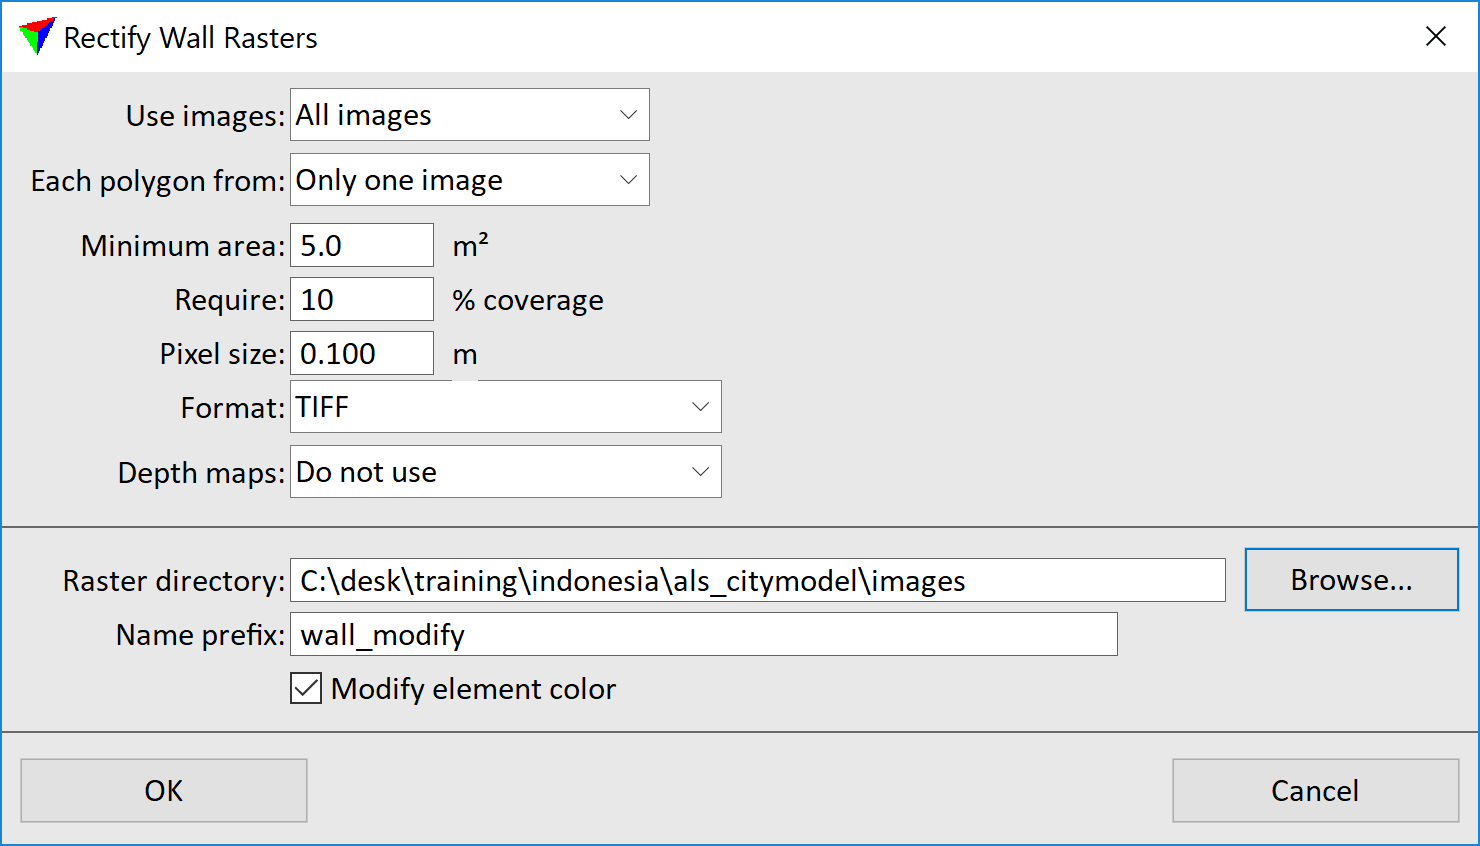 Rectify Wall Rasters
Use images: All images
Each polygon from: Only one image
Minimum area: 5.0 m²
Require: 10 % coverage
Pixel size: 0.100 m
Format: TIFF
Depth maps: Do not use
Raster directory: C:\desk\training\indonesia\als_citymodel\images Browse...
Name prefix: wall_modify
Modify element color
OK Cancel